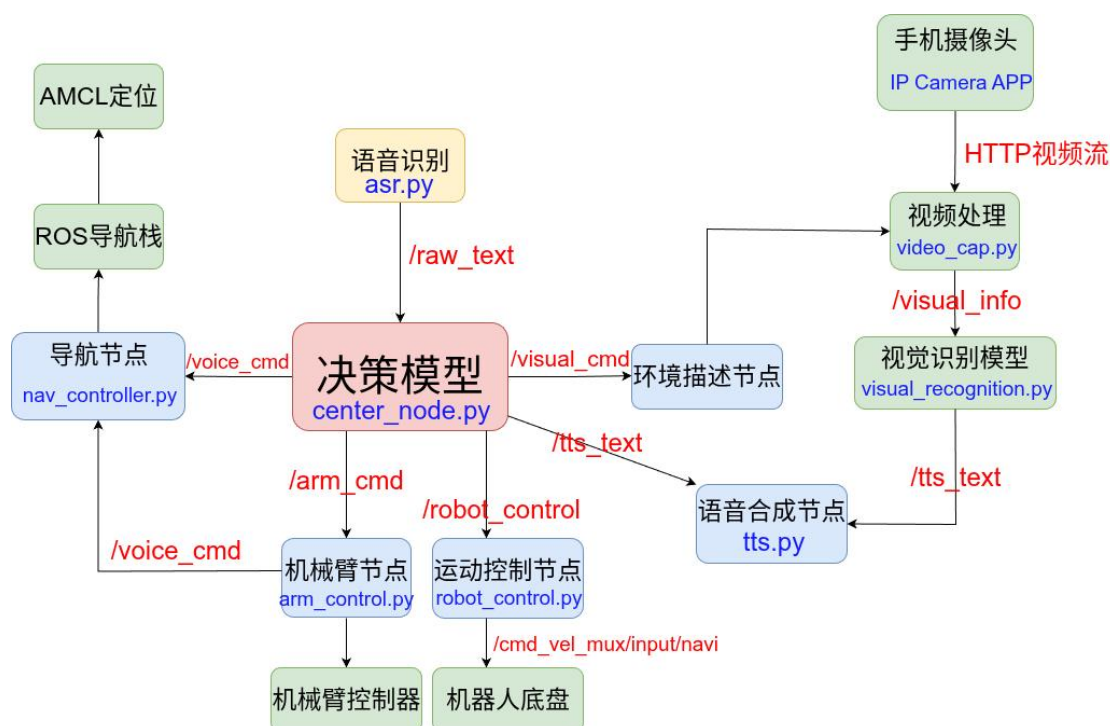 手机摄像头
IP Camera APP
AMCL定位
HTTP视频流
语音识别
asr.py
视频处理
video_cap.py
ROS导航栈
/raw_text
/visual_info
导航节点
nav_controller.py
/voice_cmd
决策模型
center_node.py
/visual_cmd
环境描述节点
视觉识别模型
visual_recognition.py
/tts_text
/tts_text
/arm_cmd
/robot_control
语音合成节点
tts.py
/voice_cmd
机械臂节点
arm_control.py
运动控制节点
robot_control.py
/cmd_vel_mux/input/navi
机械臂控制器
机器人底盘